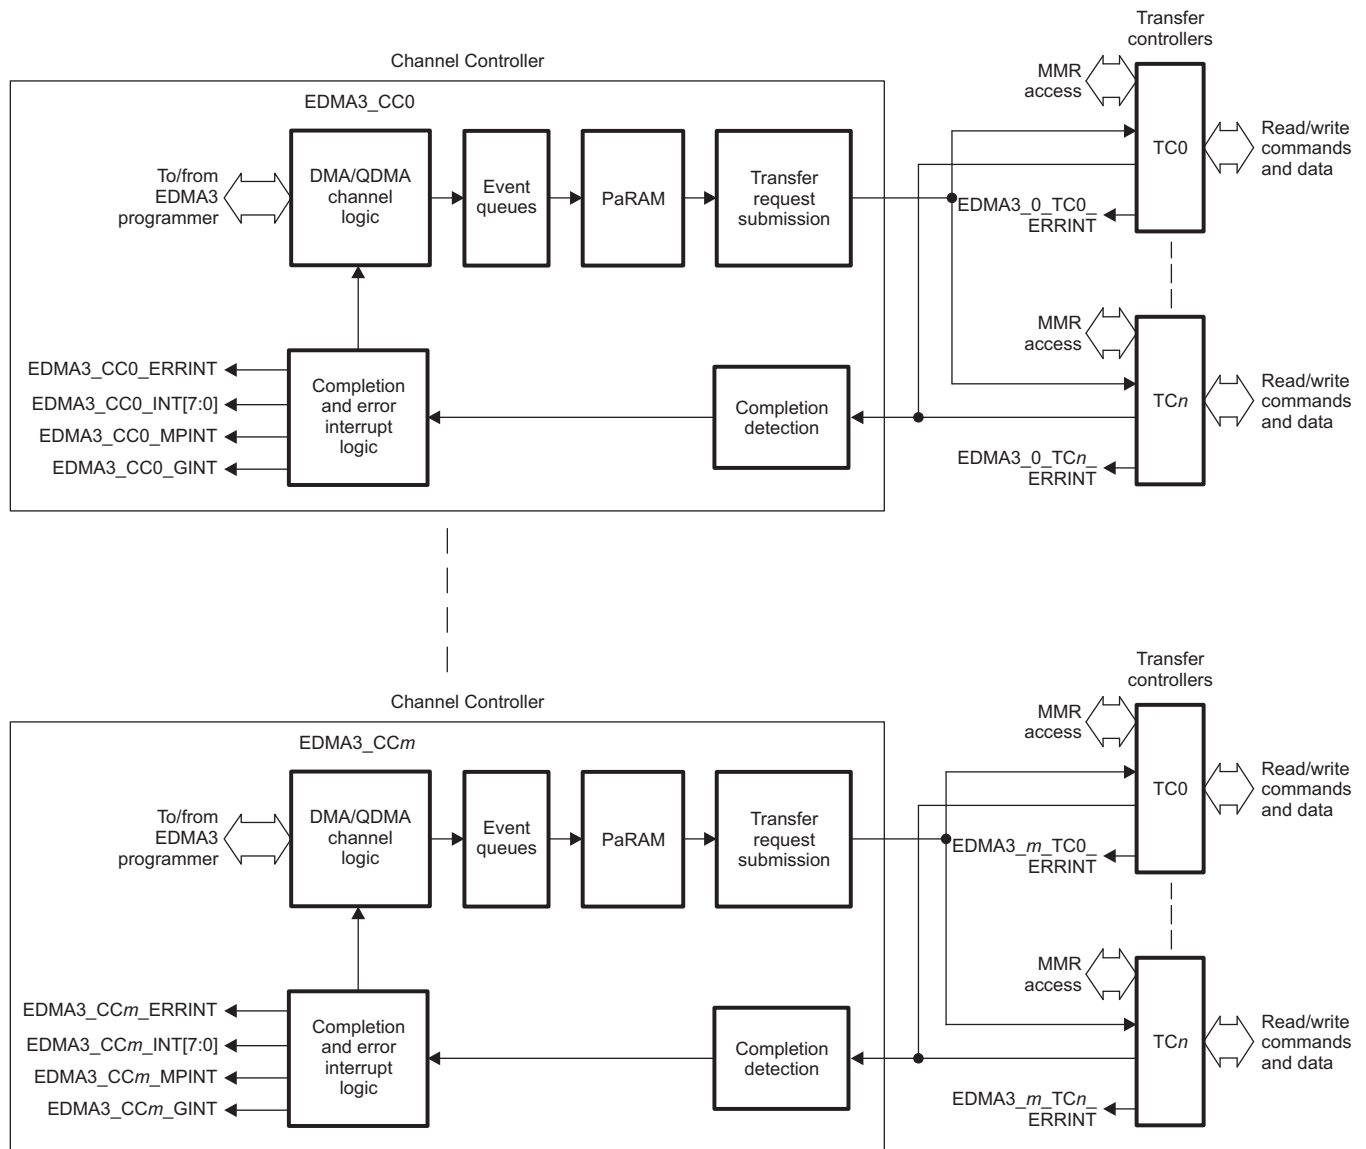 Transfer
controllers
Channel Controller
MMR
access
EDMA3_CC0
TC0
Read/write
commands
and data
To/from
EDMA3
programmer
DMA/QDMA
channel
logic
Event
queues
PaRAM
Transfer
request
submission
EDMA3_0_TC0_
ERRINT
MMR
access
EDMA3_CC0_ERRINT
EDMA3_CC0_INT[7:0]
EDMA3_CC0_MPINT
EDMA3_CC0_GINT
Completion
and error
interrupt
logic
Completion
detection
TCn
Read/write
commands
and data
EDMA3_0_TCn_
ERRINT
Transfer
controllers
Channel Controller
MMR
access
EDMA3_CCm
TC0
Read/write
commands
and data
To/from
EDMA3
programmer
DMA/QDMA
channel
logic
Event
queues
PaRAM
Transfer
request
submission
EDMA3_m_TC0_
ERRINT
MMR
access
EDMA3_CCm_ERRINT
EDMA3_CCm_INT[7:0]
EDMA3_CCm_MPINT
EDMA3_CCm_GINT
Completion
and error
interrupt
logic
Completion
detection
TCn
Read/write
commands
and data
EDMA3_m_TCn_
ERRINT